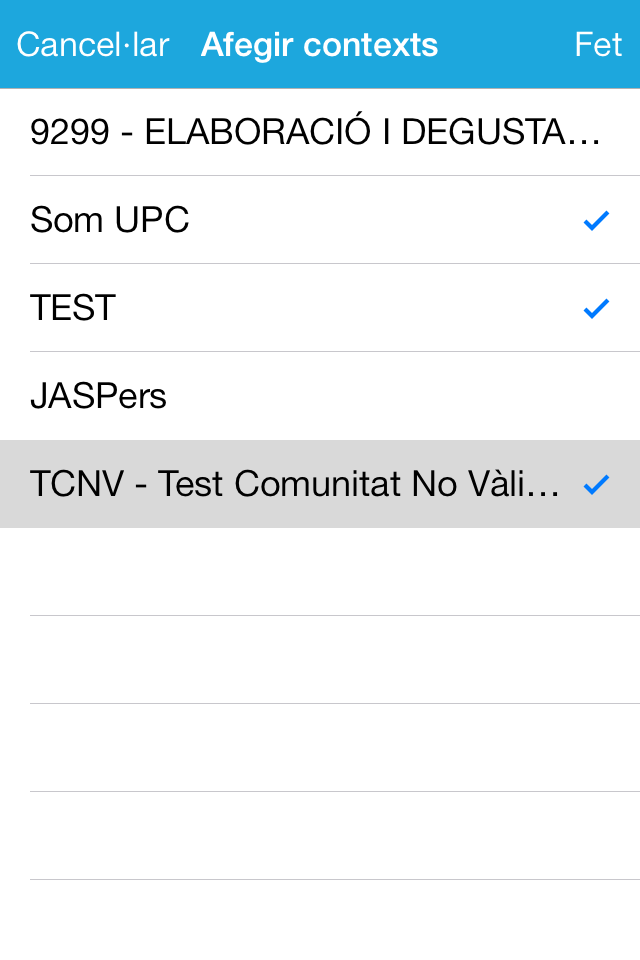 Cancel·lar Afegir contexts Fet
9299 - ELABORACIÓ I DEGUSTA...
Som UPC
TEST
JASPers
TCNV - Test Comunitat No Vàli...